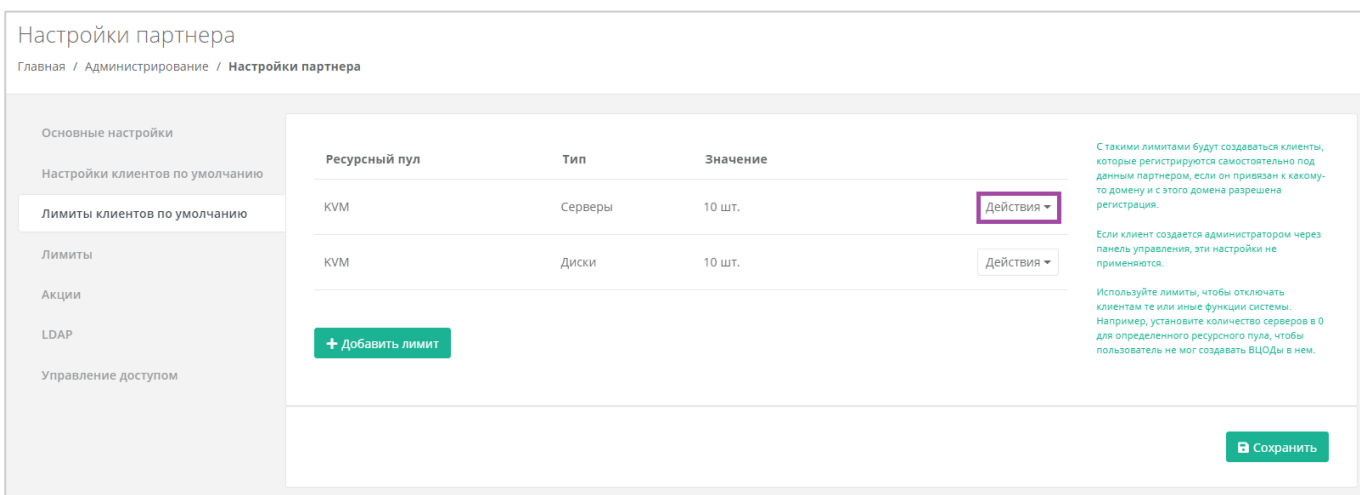 Настройки партнера
Главная / Администрирование / Настройки партнера
Основные настройки
Настройки клиентов по умолчанию
Лимиты клиентов по умолчанию
Лимиты
Акции
LDAP
Управление доступом
Ресурсный пул Тип Значение
KVM Серверы 10 шт. Действия
KVM Диски 10 шт. Действия
+ Добавить лимит
С такими лимитами будут создаваться клиенты,
которые регистрируются самостоятельно под
данным партнером, если он привязан к какому-
то домену и с этого домена разрешена
регистрация.
Если клиент создается администратором через
панель управления, эти настройки не
применяются.
Используйте лимиты, чтобы отключать
клиентам те или иные функции системы.
Например, установите количество серверов в 0
для определенного ресурсного пула, чтобы
пользователь не мог создавать ВЦОДы в нем.
Сохранить